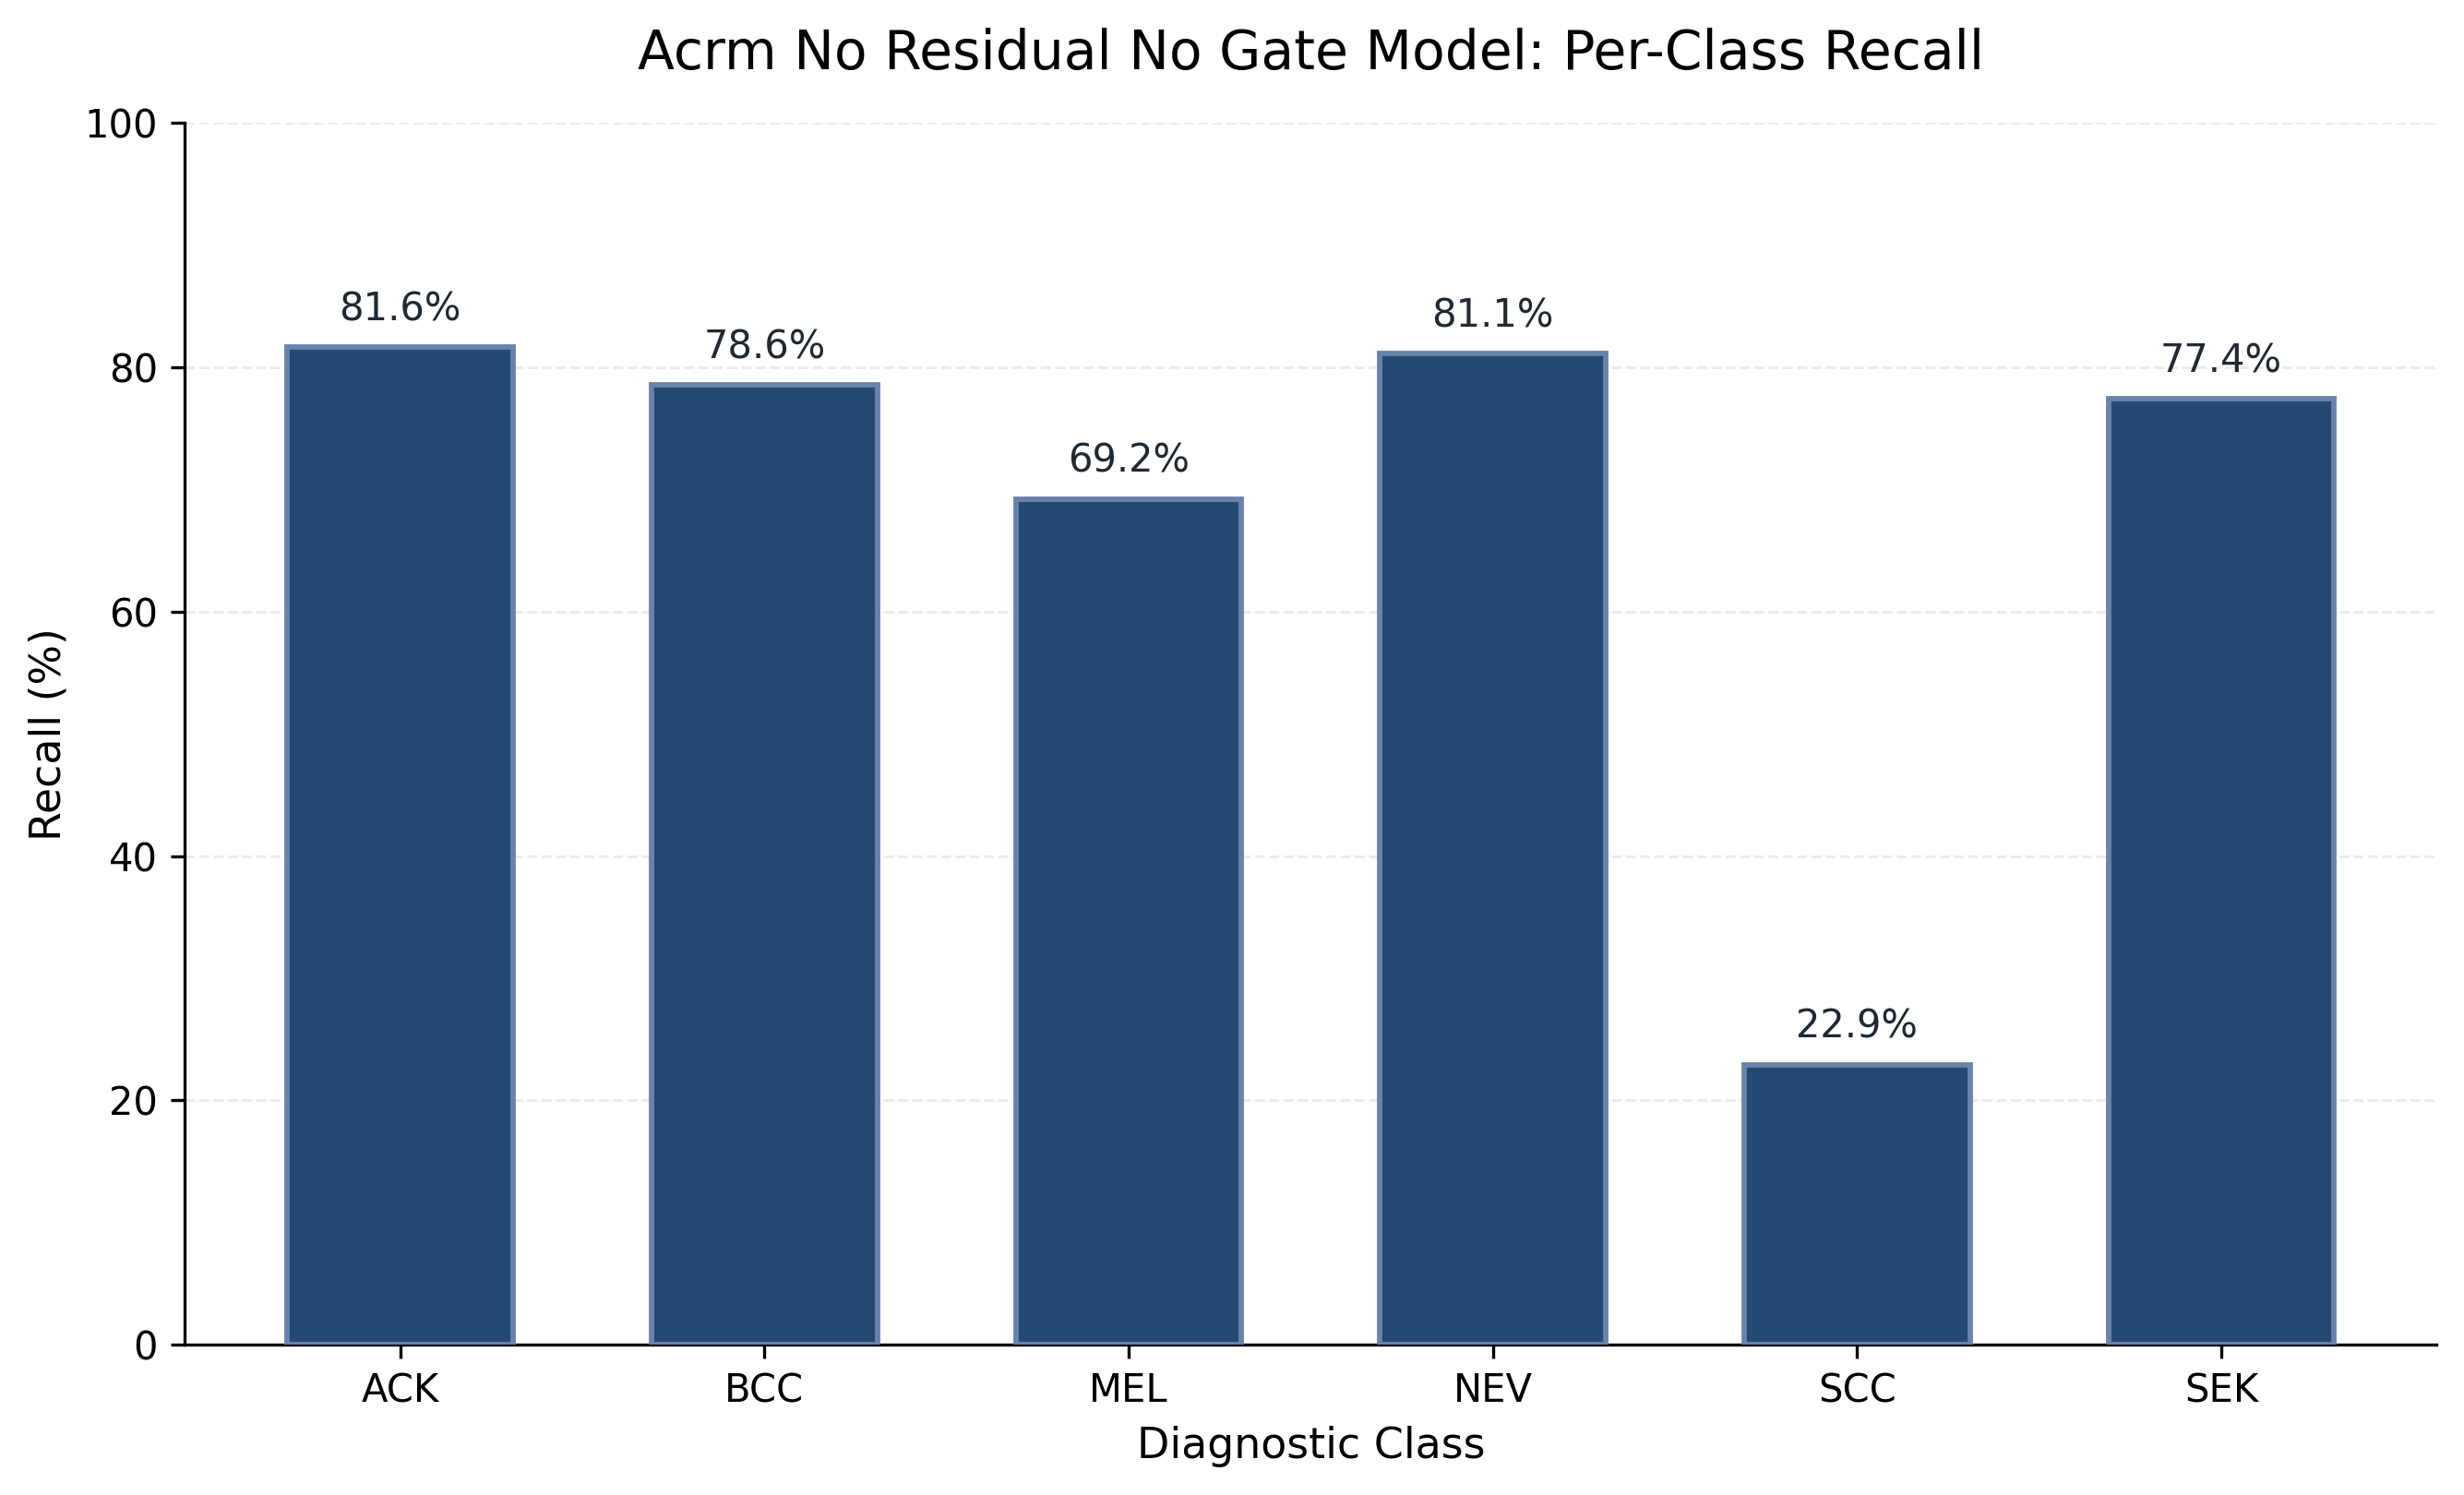 Acrm No Residual No Gate Model: Per-Class Recall
100
80
60
40
20
0
Recall (%)
81.6%
78.6%
69.2%
81.1%
22.9%
77.4%
ACK
BCC
MEL
NEV
SCC
SEK
Diagnostic Class